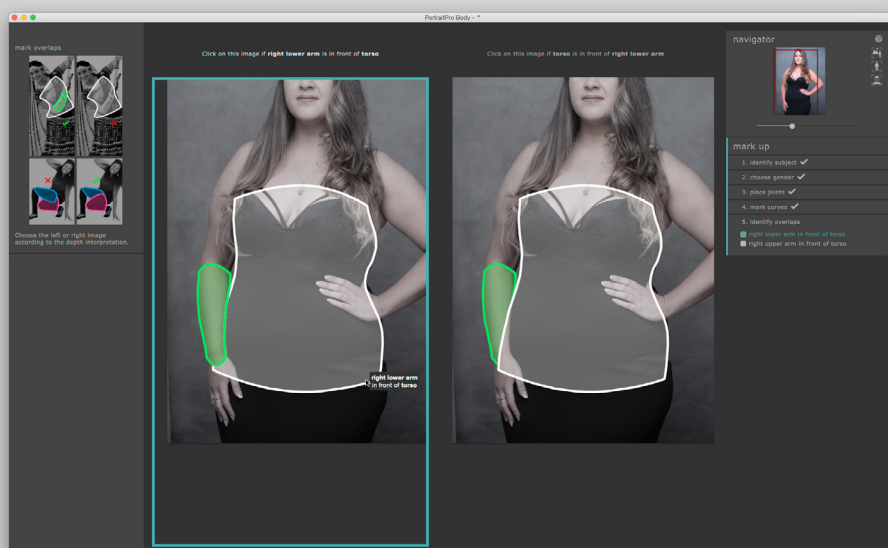 PortraitPro Body - *
mark overlaps
Choose the left or right image
according to the depth interpretation.
Click on this image if right lower arm is in front of torso
Click on this image if torso is in front of right lower arm
right lower arm
in front of torso
navigator
mark up
1. identify subject
2. choose gender
3. place joints
4. mark curves
5. identify overlaps
right lower arm in front of torso
right upper arm in front of torso